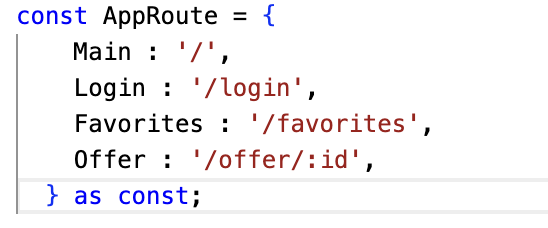 const AppRoute = {
    Main : '/',
    Login : '/login',
    Favorites : '/favorites',
    Offer : '/offer/:id',
  } as const;